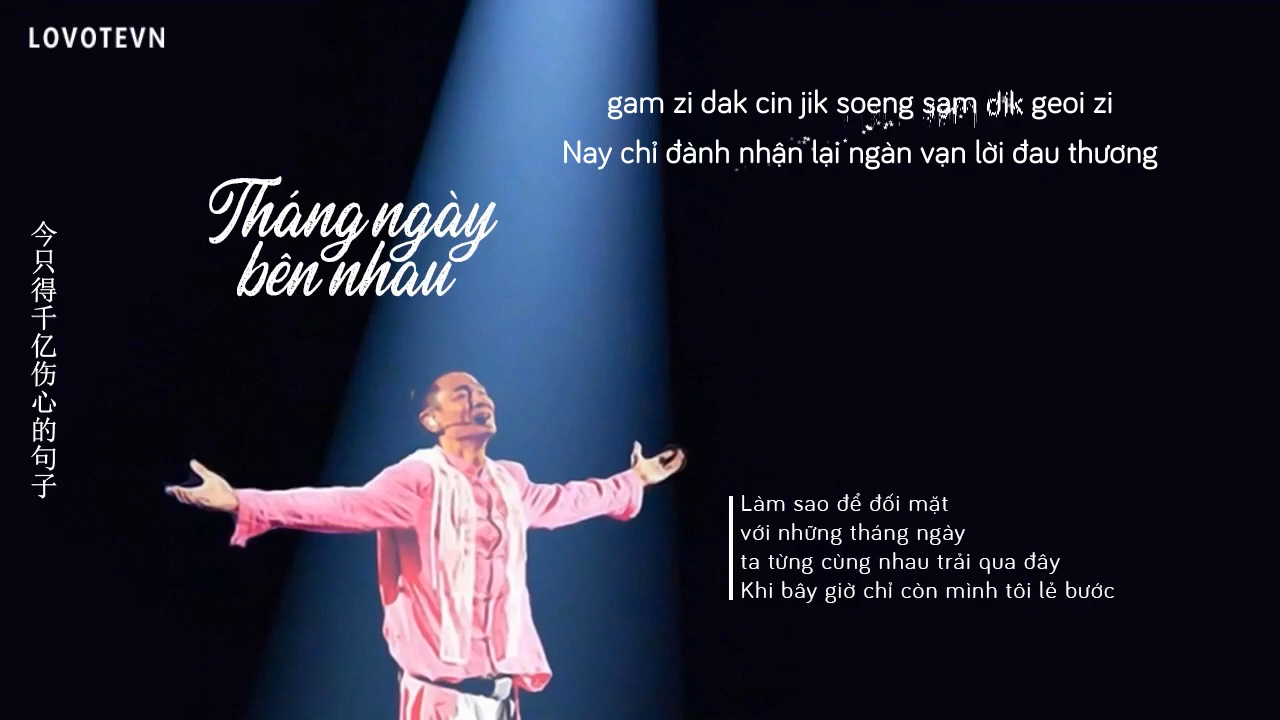 LOVOTEVN
gam zi dak cin jik soeng sam dik geoi zi
Nay chỉ đành nhận lại ngàn vạn lời đau thương
Tháng ngày
bên nhau
今只得千亿伤心的句子
Làm sao để đối mặt
với những tháng ngày
ta từng cùng nhau trải qua đây
Khi bây giờ chỉ còn mình tôi lẻ bước